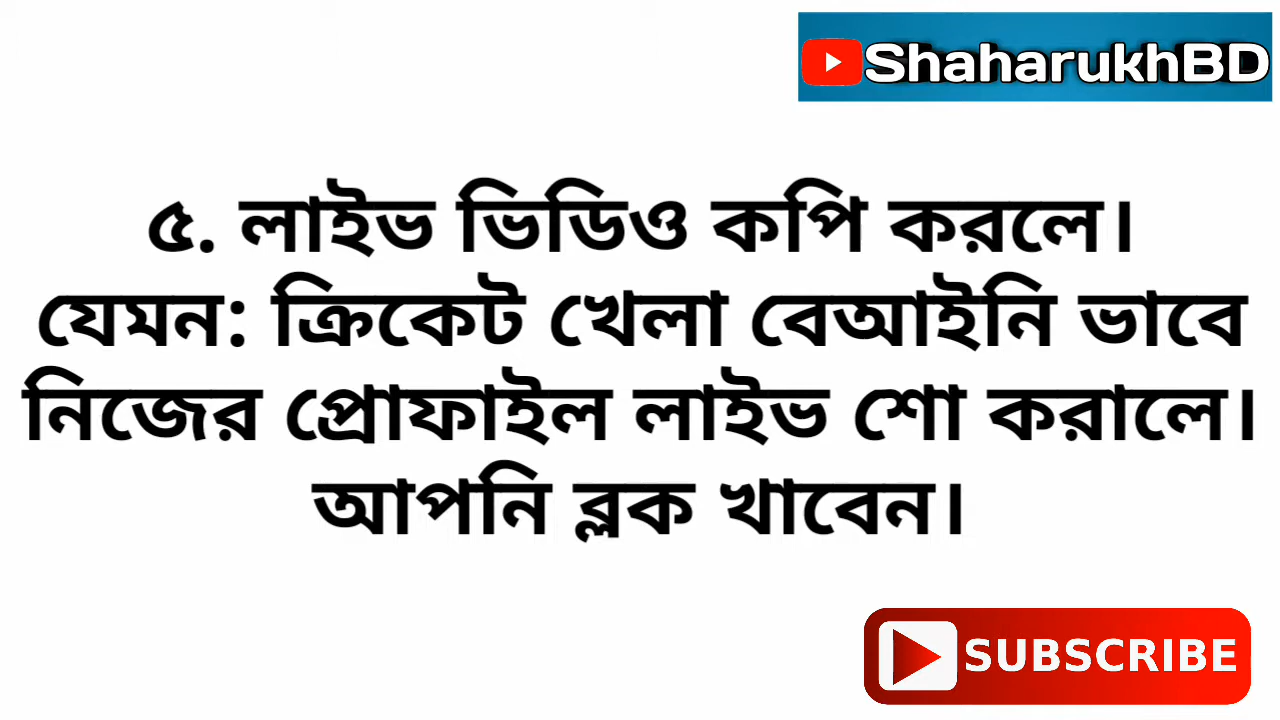 ShaharukhBD
৫. লাইভ ভিডিও কপি করলে।
যেমন: ক্রিকেট খেলা বেআইনি ভাবে
নিজের প্রোফাইল লাইভ শো করালে।
আপনি ব্লক খাবেন।
SUBSCRIBE